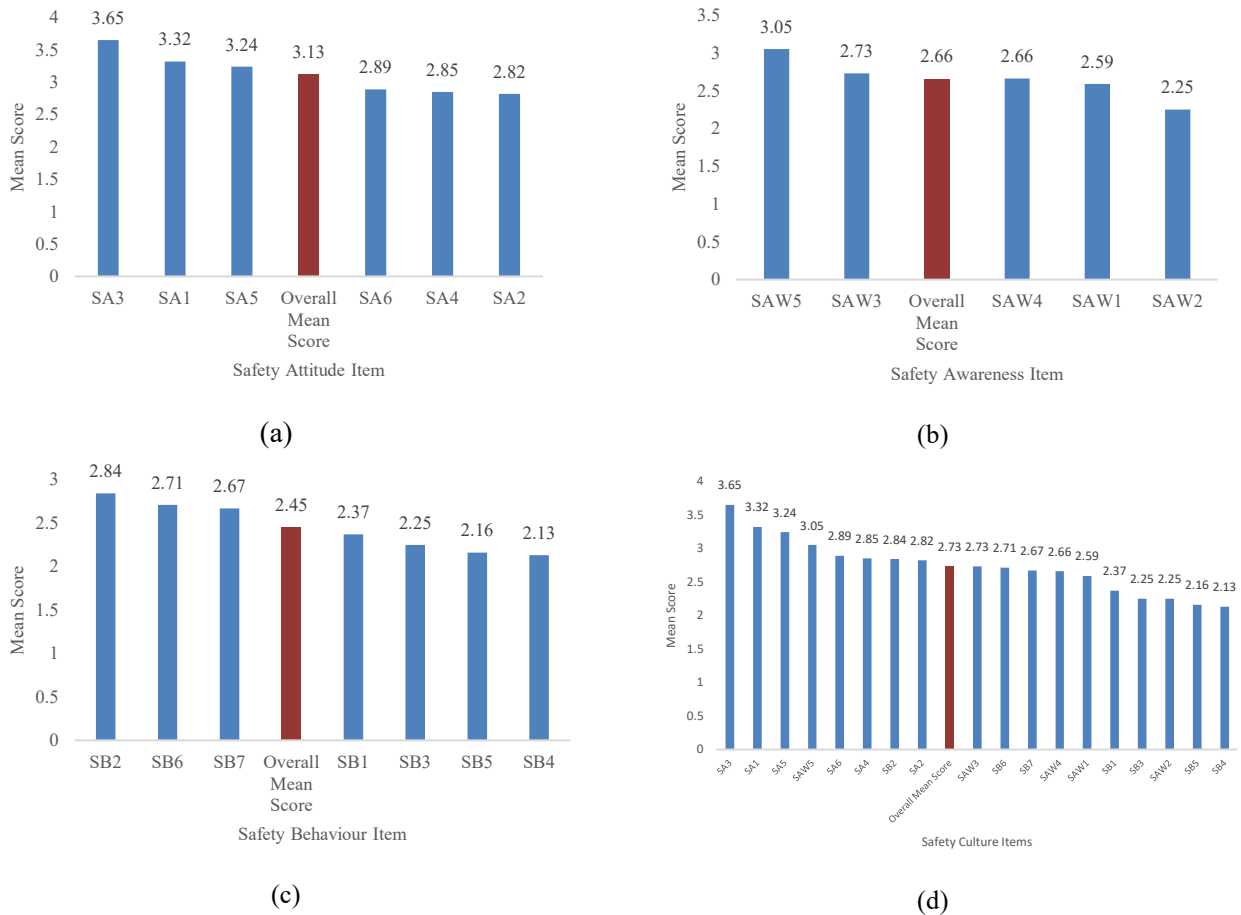 4
3.5
3
2.5
2
1.5
1
0.5
0
Mean Score
3.65
3.32
3.24
3.13
2.89
2.85
2.82
SA3 SA1 SA5 Overall Mean Score SA6 SA4 SA2
Safety Attitude Item
(a)
3.5
3
2.5
2
1.5
1
0.5
0
Mean Score
3.05
2.73
2.66
2.66
2.59
2.25
SAW5 SAW3 Overall Mean Score SAW4 SAW1 SAW2
Safety Awareness Item
(b)
3
2.5
2
1.5
1
0.5
0
Mean Score
2.84
2.71
2.67
2.45
2.37
2.25
2.16
2.13
SB2 SB6 SB7 Overall Mean Score SB1 SB3 SB5 SB4
Safety Behaviour Item
(c)
4
3.5
3
2.5
2
1.5
1
0.5
0
Mean Score
3.65
3.32
3.24
3.05
2.89
2.85
2.84
2.82
2.73
2.73
2.71
2.67
2.66
2.59
2.37
2.25
2.25
2.16
2.13
SA3
SA1
SA5
SAW5
SA6
SA4
SB2
SA2
Overall Mean Score
SAW3
SB6
SB7
SAW4
SAW1
SB1
SB3
SAW2
SB5
SB4
Safety Culture Items
(d)